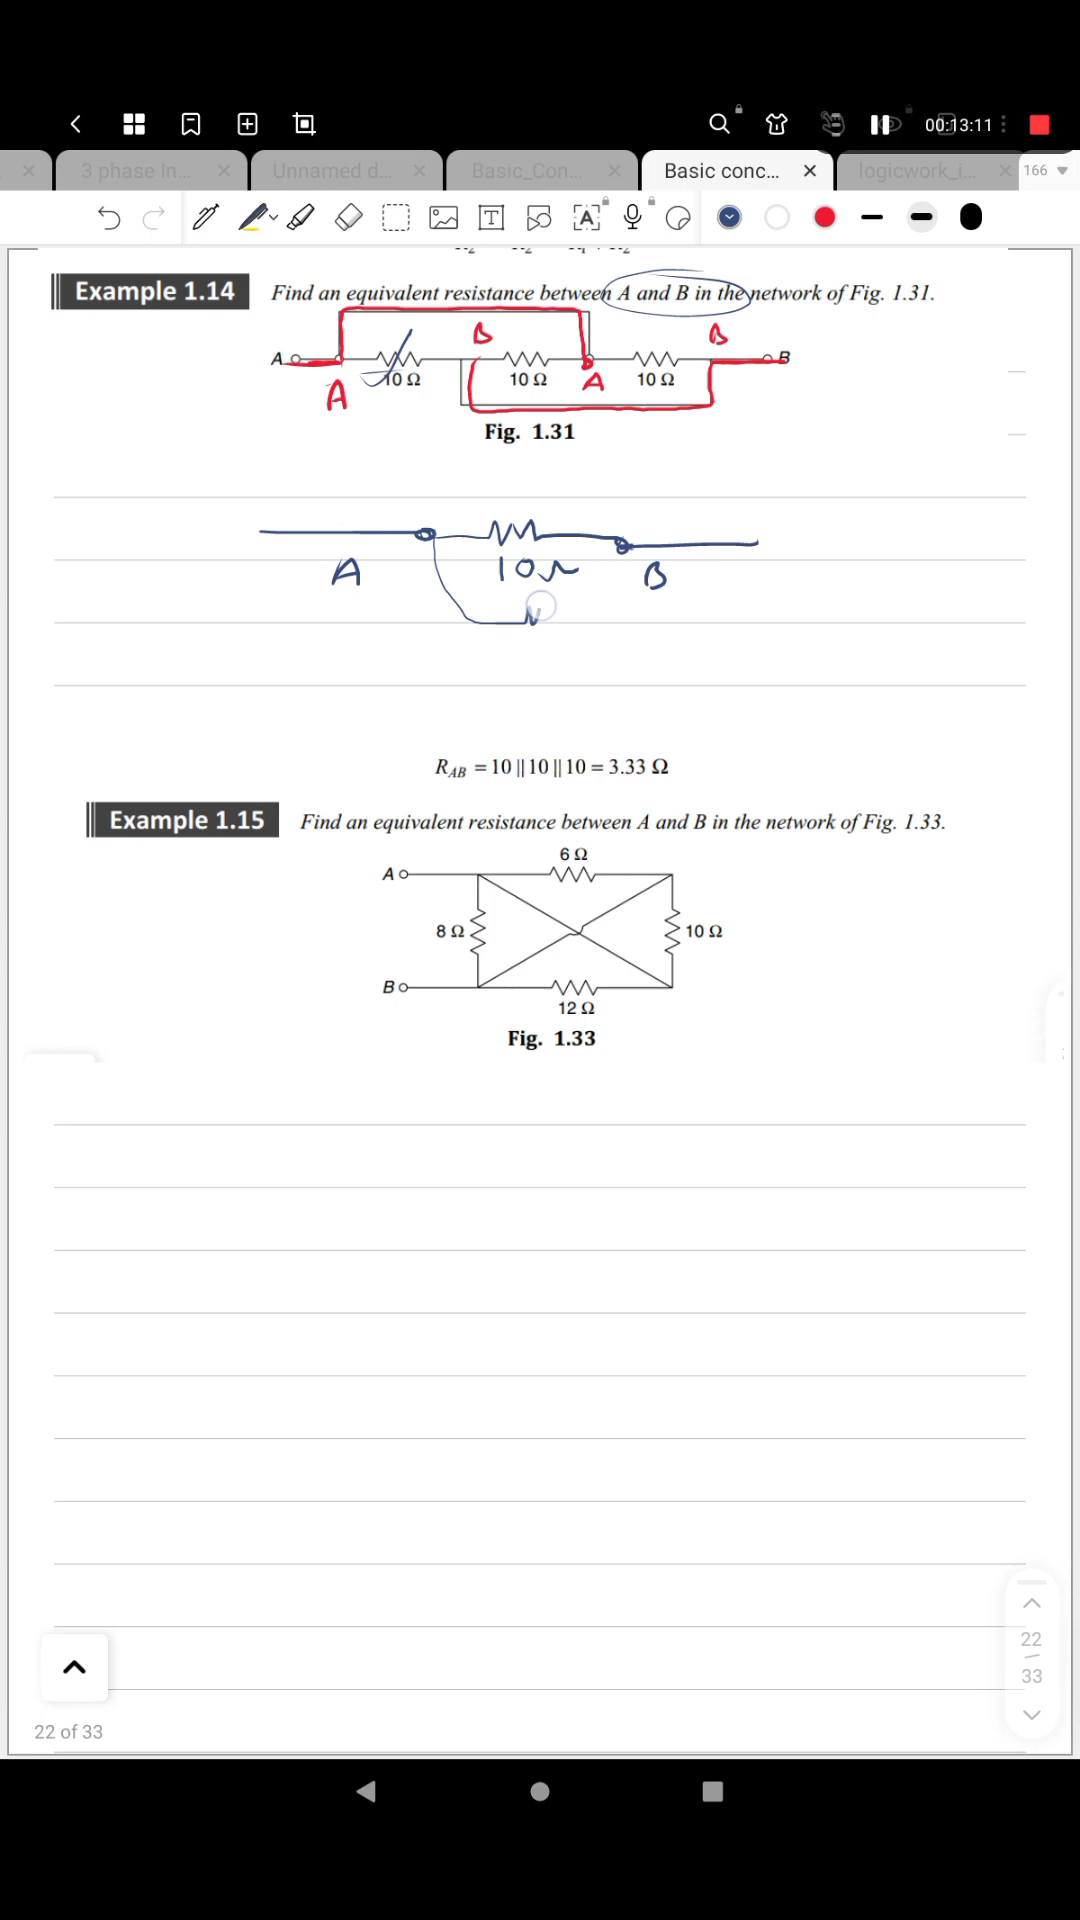 00:13:11
3 phase In...
Unnamed d...
Basic_Con...
Basic conc...
logicwork_i...
166
Example 1.14 Find an equivalent resistance between A and B in the network of Fig. 1.31.
B B
A B
10 Ω 10 Ω A 10 Ω
A
Fig. 1.31
A 10Ω B
R_AB = 10 || 10 || 10 = 3.33 Ω
Example 1.15 Find an equivalent resistance between A and B in the network of Fig. 1.33.
6 Ω
A
8 Ω 10 Ω
B
12 Ω
Fig. 1.33
22
33
22 of 33